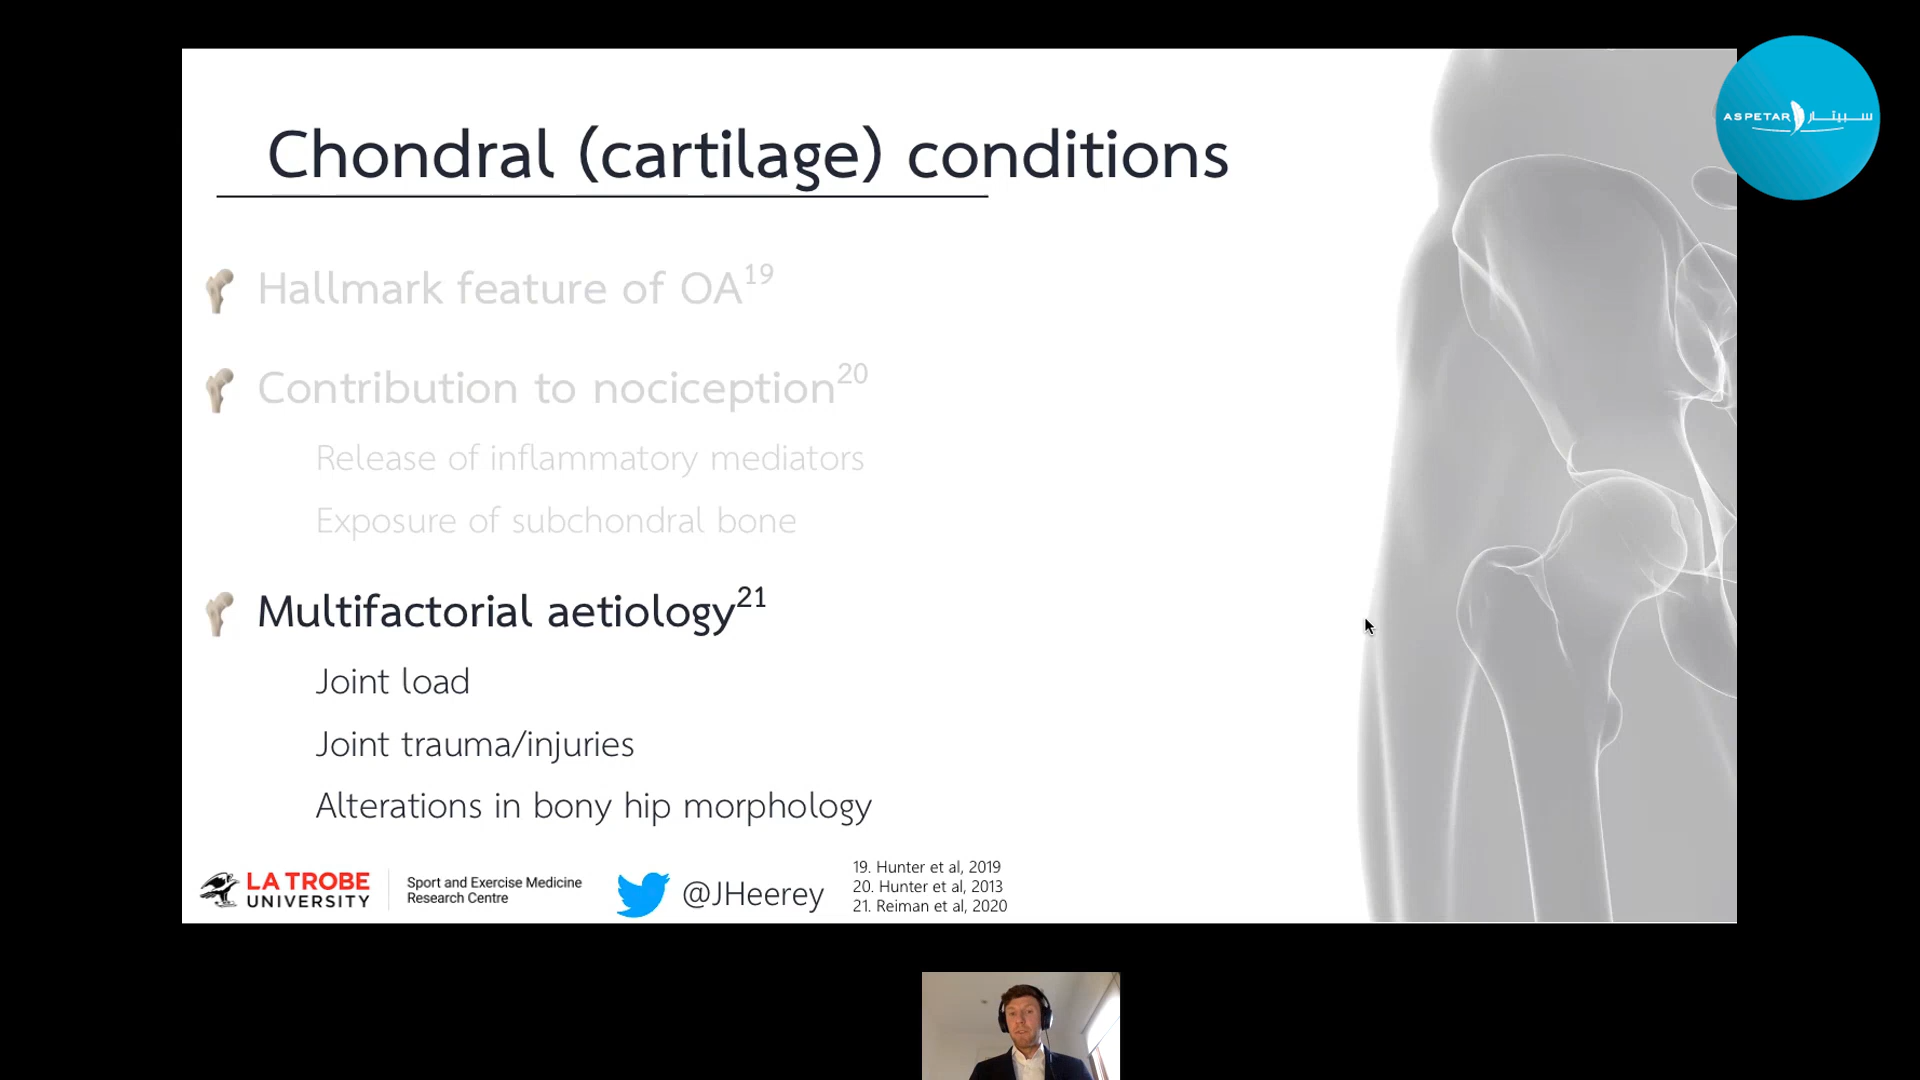 Chondral (cartilage) conditions
ASPETAR سبيتار
Hallmark feature of OA19
Contribution to nociception20
Release of inflammatory mediators
Exposure of subchondral bone
Multifactorial aetiology21
Joint load
Joint trauma/injuries
Alterations in bony hip morphology
LA TROBE
UNIVERSITY
Sport and Exercise Medicine
Research Centre
@JHeerey
19. Hunter et al, 2019
20. Hunter et al, 2013
21. Reiman et al, 2020